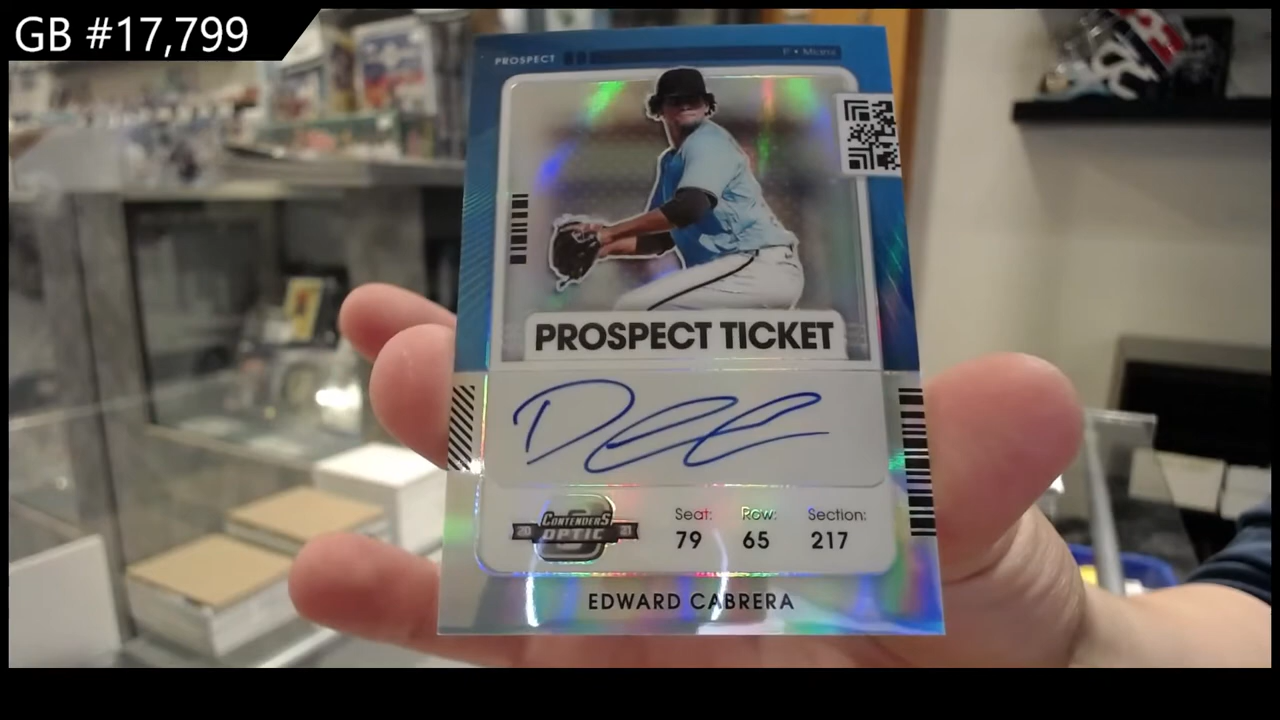 GB #17,799
PROSPECT
P • Miami
PROSPECT TICKET
Seat: Row: Section:
79 65 217
20 CONTENDERS 21
OPTIC
EDWARD CABRERA